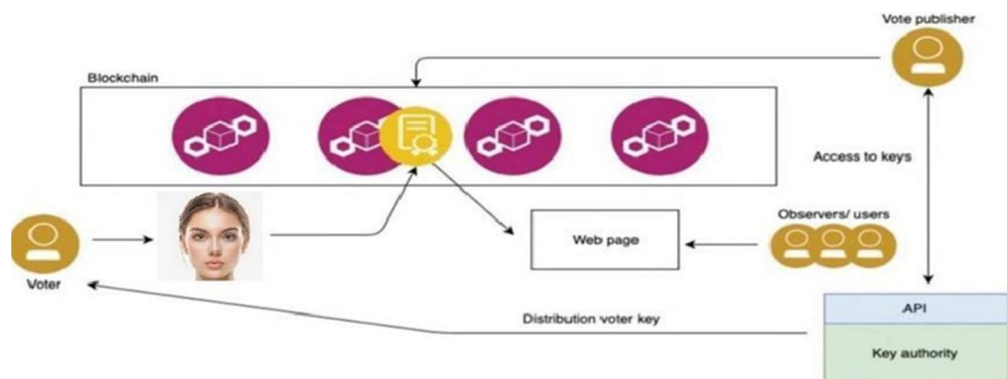 Vote publisher
Blockchain
Access to keys
Observers/ users
Web page
Voter
API
Distribution voter key
Key authority